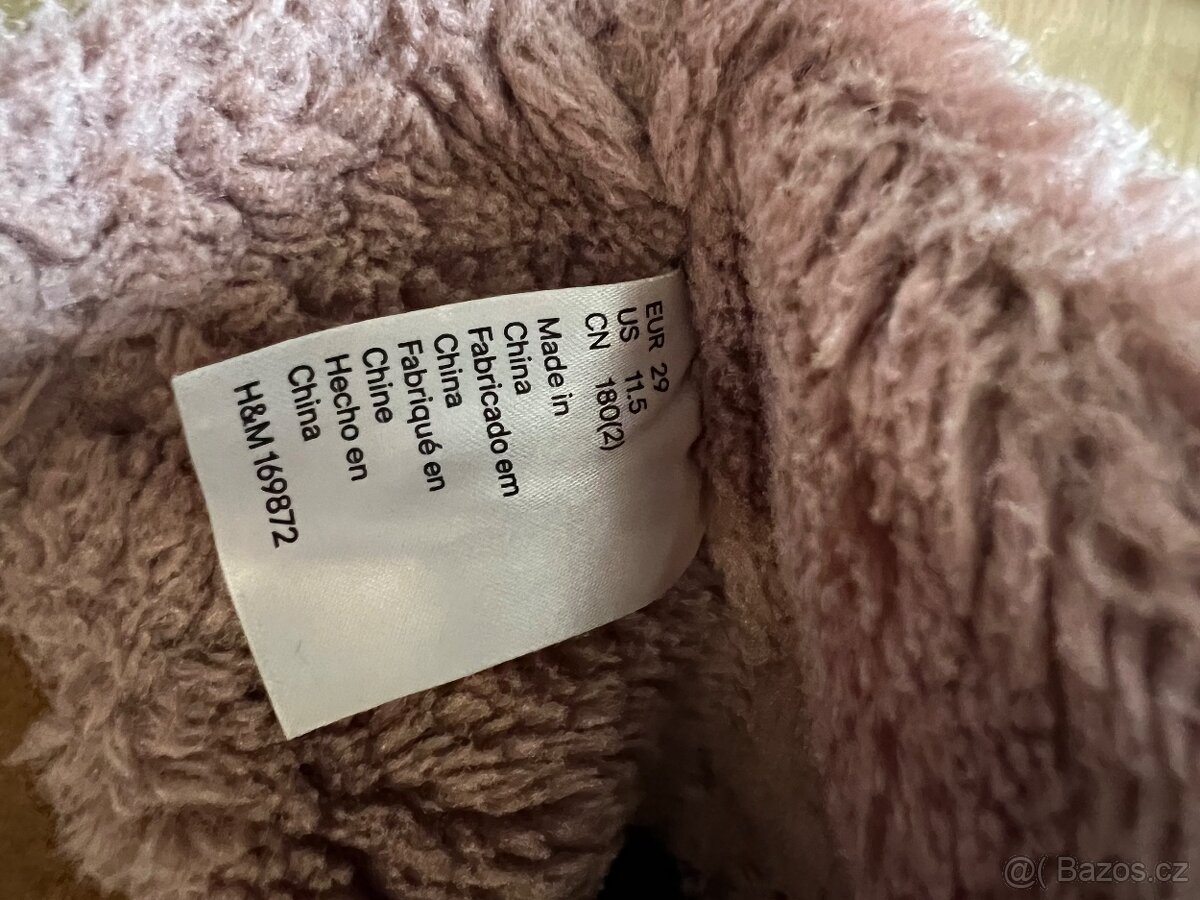 EUR 29
US 11.5
CN 180(2)
Made in
China
Fabricado em
China
Fabriqué en
Chine
Hecho en
China
H&M 169872
@( Bazos.cz